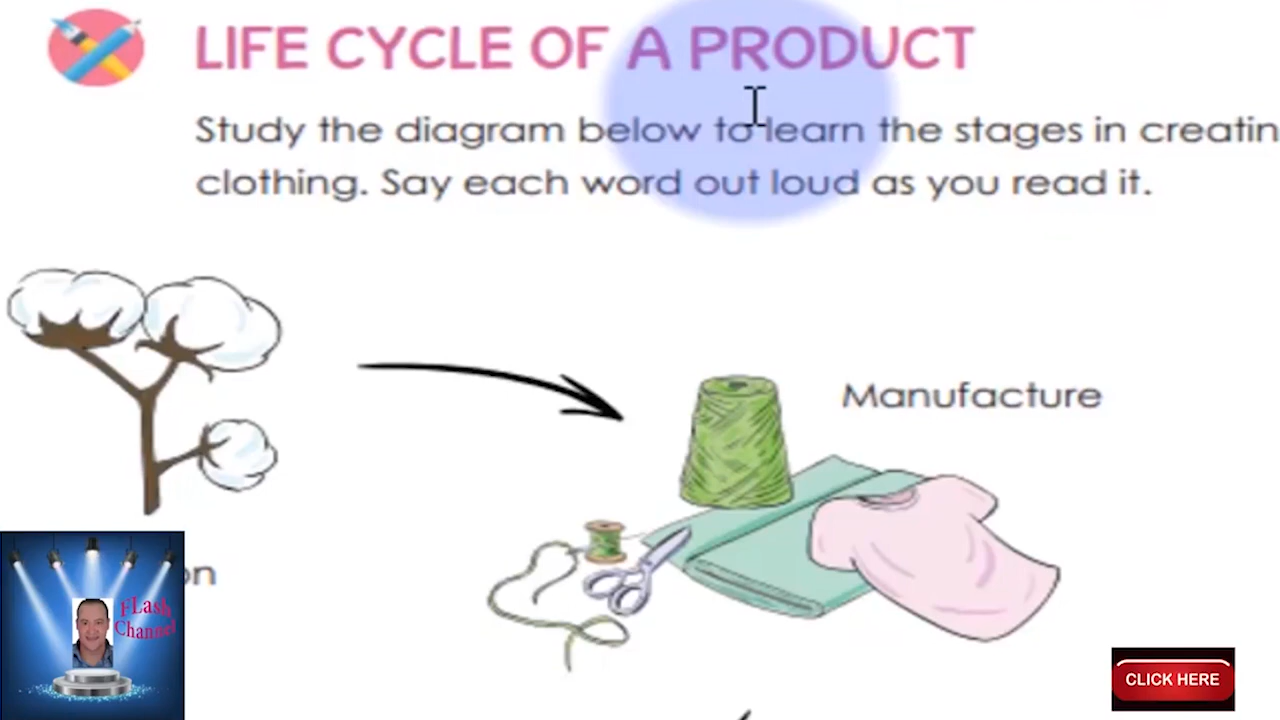 LIFE CYCLE OF A PRODUCT
Study the diagram below to learn the stages in creatin
clothing. Say each word out loud as you read it.
Manufacture
on
FLash
Channel
CLICK HERE